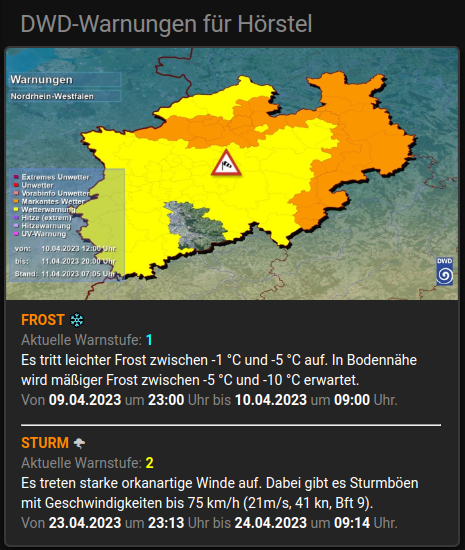 DWD-Warnungen für Hörstel
Warnungen
Nordrhein-Westfalen
Extremes Unwetter
Unwetter
Vorabinfo Unwetter
Markantes Wetter
Wetterwarnung
Hitze (extrem)
Hitzewarnung
UV-Warnung
von: 10.04.2023 12:00 Uhr
bis: 11.04.2023 20:00 Uhr
Stand: 11.04.2023 07:05 Uhr
DWD
FROST
Aktuelle Warnstufe: 1
Es tritt leichter Frost zwischen -1 °C und -5 °C auf. In Bodennähe
wird mäßiger Frost zwischen -5 °C und -10 °C erwartet.
Von 09.04.2023 um 23:00 Uhr bis 10.04.2023 um 09:00 Uhr.
STURM
Aktuelle Warnstufe: 2
Es treten starke orkanartige Winde auf. Dabei gibt es Sturmböen
mit Geschwindigkeiten bis 75 km/h (21m/s, 41 kn, Bft 9).
Von 23.04.2023 um 23:13 Uhr bis 24.04.2023 um 09:14 Uhr.